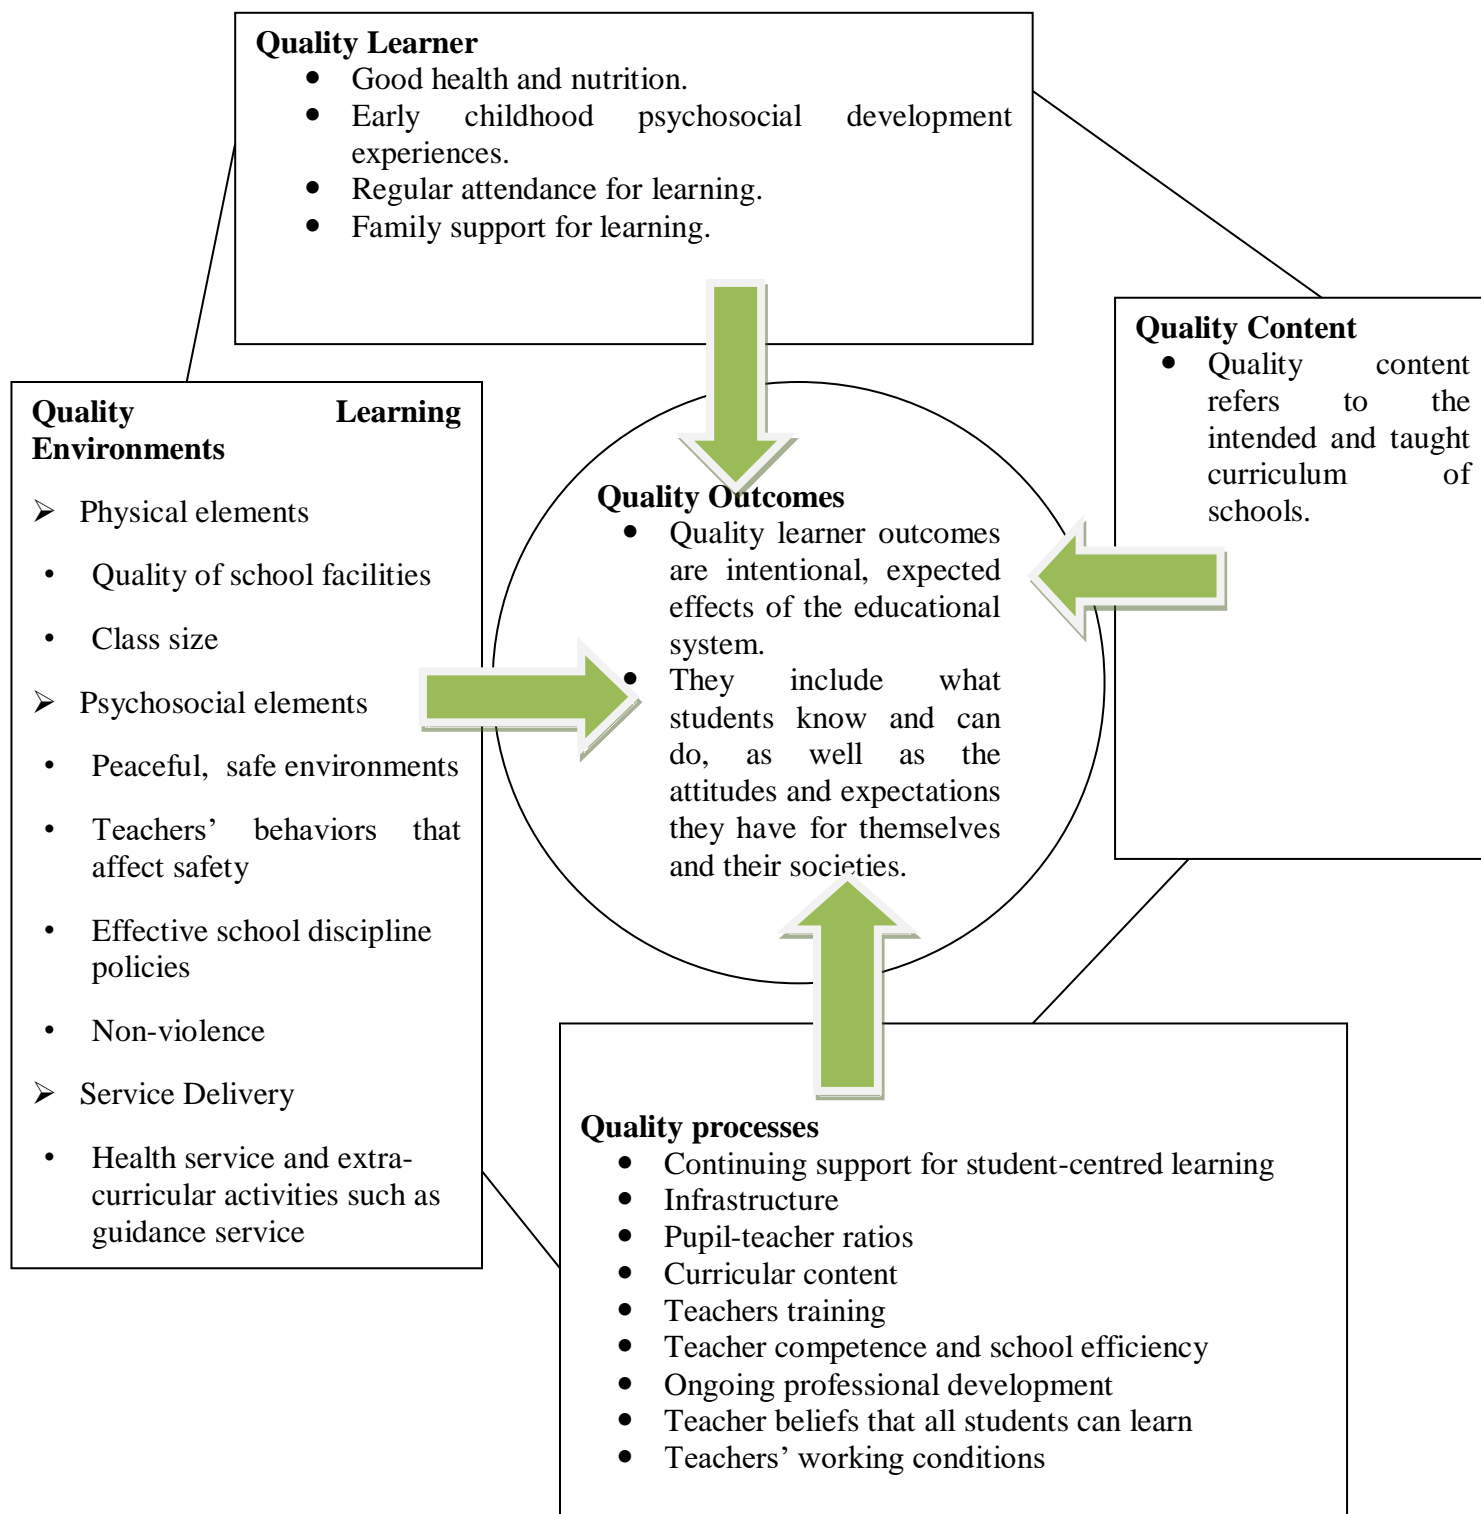 Quality Learner
• Good health and nutrition.
• Early childhood psychosocial development
experiences.
• Regular attendance for learning.
• Family support for learning.
Quality Learning
Environments
➢ Physical elements
• Quality of school facilities
• Class size
➢ Psychosocial elements
• Peaceful, safe environments
• Teachers’ behaviors that
affect safety
• Effective school discipline
policies
• Non-violence
➢ Service Delivery
• Health service and extra-
curricular activities such as
guidance service
Quality Outcomes
• Quality learner outcomes
are intentional, expected
effects of the educational
system.
• They include what
students know and can
do, as well as the
attitudes and expectations
they have for themselves
and their societies.
Quality Content
• Quality content
refers to the
intended and taught
curriculum of
schools.
Quality processes
• Continuing support for student-centred learning
• Infrastructure
• Pupil-teacher ratios
• Curricular content
• Teachers training
• Teacher competence and school efficiency
• Ongoing professional development
• Teacher beliefs that all students can learn
• Teachers’ working conditions